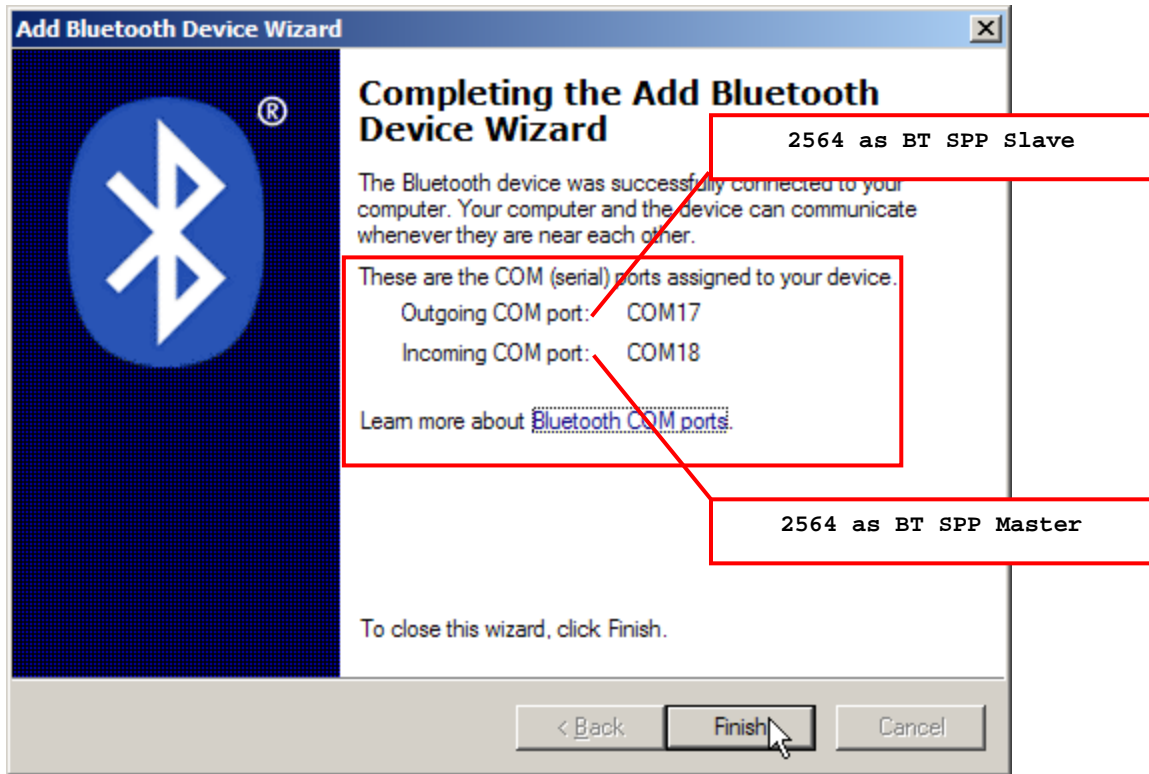 Add Bluetooth Device Wizard
®
Completing the Add Bluetooth
Device Wizard
2564 as BT SPP Slave
The Bluetooth device was successfully connected to your
computer. Your computer and the device can communicate
whenever they are near each other.
These are the COM (serial) ports assigned to your device.
Outgoing COM port: COM17
Incoming COM port: COM18
Learn more about Bluetooth COM ports.
2564 as BT SPP Master
To close this wizard, click Finish.
< Back Finish Cancel